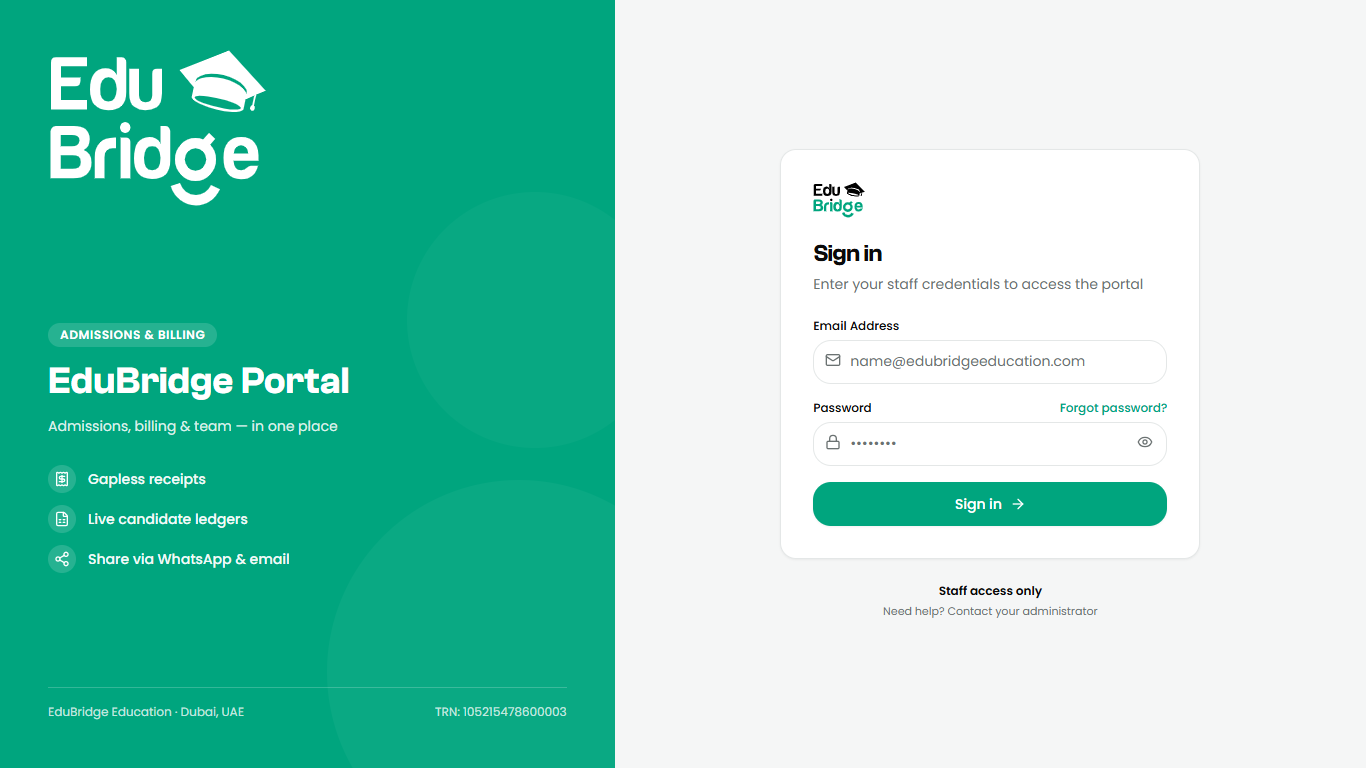 Edu
Bridge
ADMISSIONS & BILLING
EduBridge Portal
Admissions, billing & team — in one place
Gapless receipts
Live candidate ledgers
Share via WhatsApp & email
EduBridge Education · Dubai, UAE
TRN: 105215478600003
Edu
Bridge
Sign in
Enter your staff credentials to access the portal
Email Address
name@edubridgeeducation.com
Password
Forgot password?
••••••••
Sign in →
Staff access only
Need help? Contact your administrator